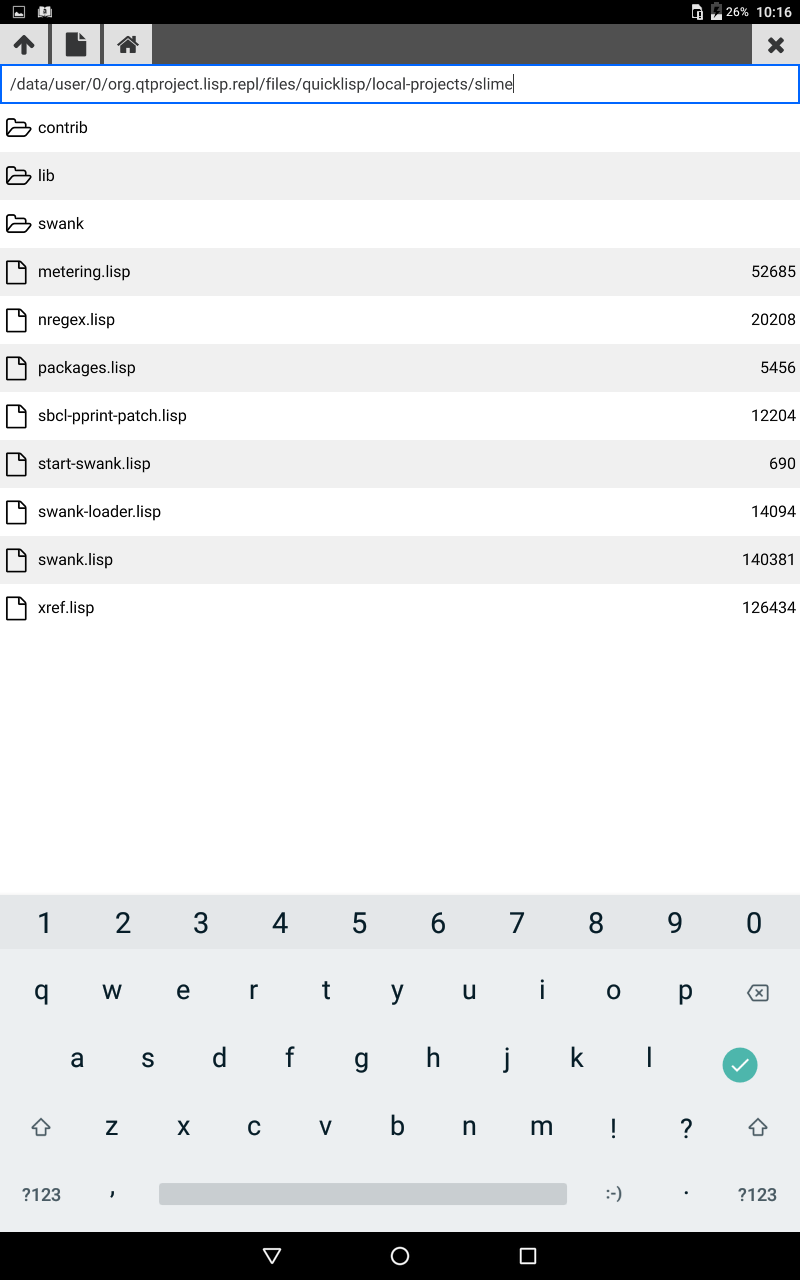 26% 10:16
/data/user/0/org.qtproject.lisp.repl/files/quicklisp/local-projects/slime
contrib
lib
swank
metering.lisp 52685
nregex.lisp 20208
packages.lisp 5456
sbcl-pprint-patch.lisp 12204
start-swank.lisp 690
swank-loader.lisp 14094
swank.lisp 140381
xref.lisp 126434
1 2 3 4 5 6 7 8 9 0
q w e r t y u i o p
a s d f g h j k l
z x c v b n m ! ?
?123 , :-) . ?123